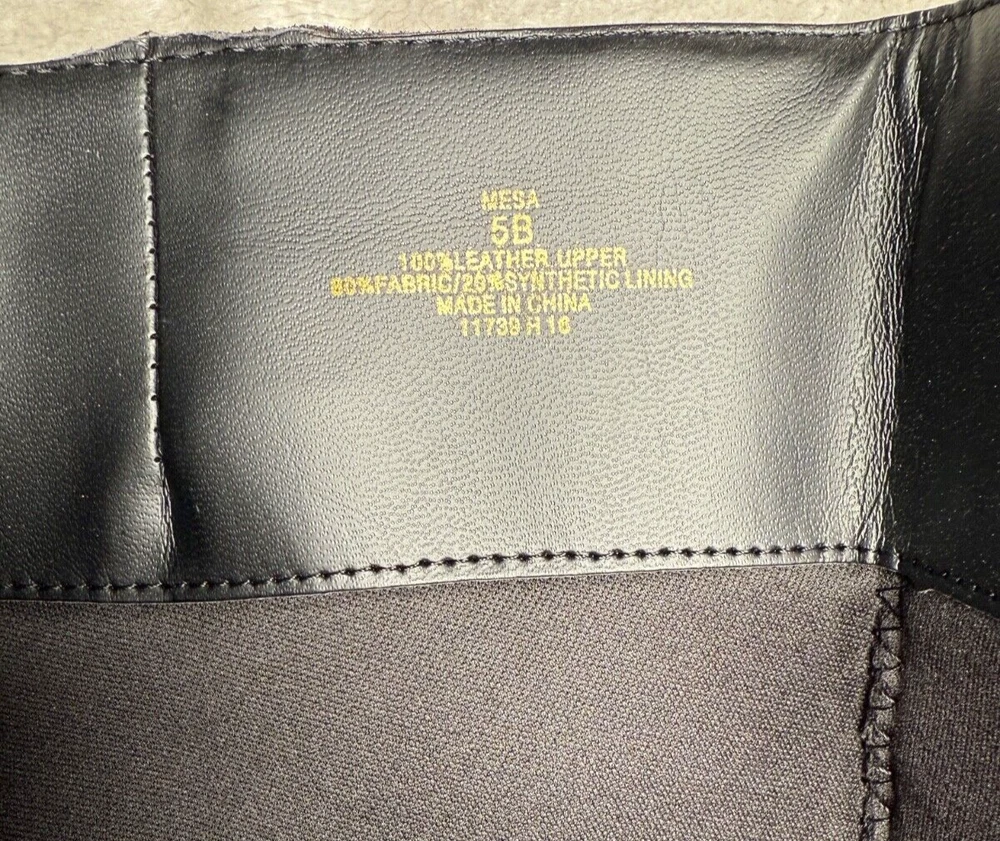 MESA
5B
100%LEATHER UPPER
80%FABRIC/20%SYNTHETIC LINING
MADE IN CHINA
11739 H 16